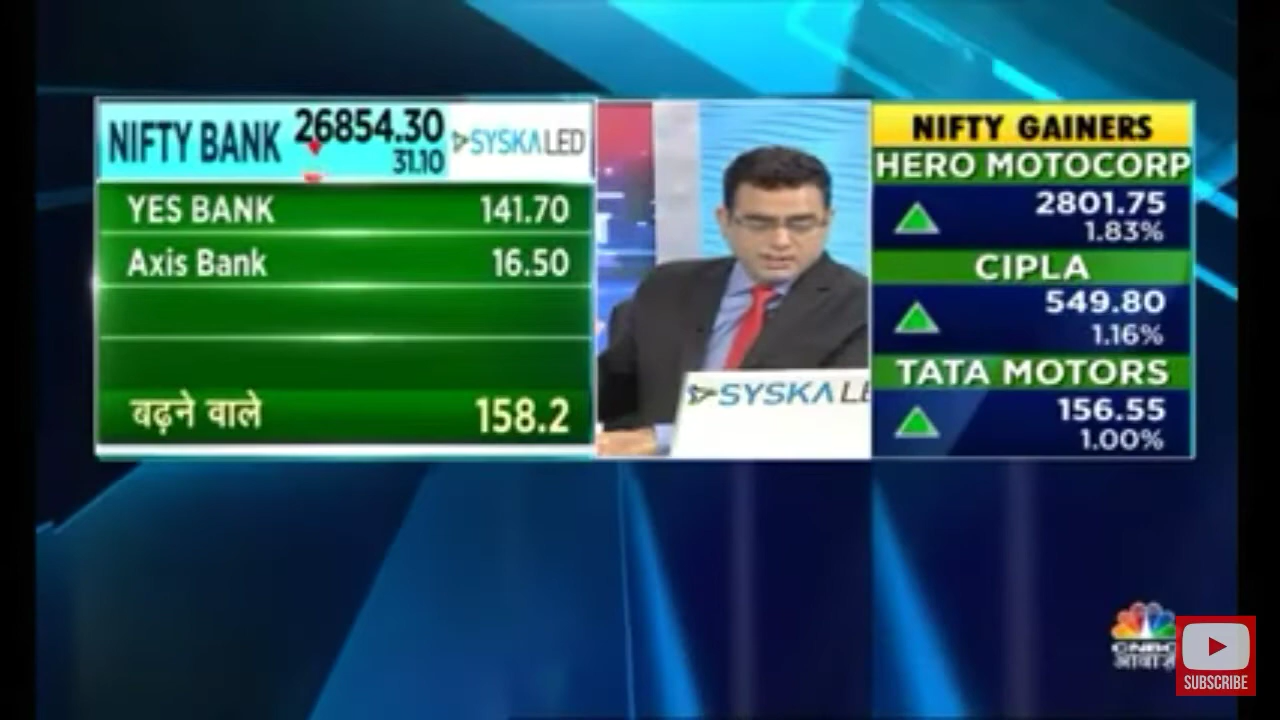 NIFTY BANK 26854.30
31.10
SYSKA LED
YES BANK 141.70
Axis Bank 16.50
बढ़ने वाले 158.2
SYSKA LE
NIFTY GAINERS
HERO MOTOCORP
2801.75
1.83%
CIPLA
549.80
1.16%
TATA MOTORS
156.55
1.00%
CNBC
आवाज़
SUBSCRIBE